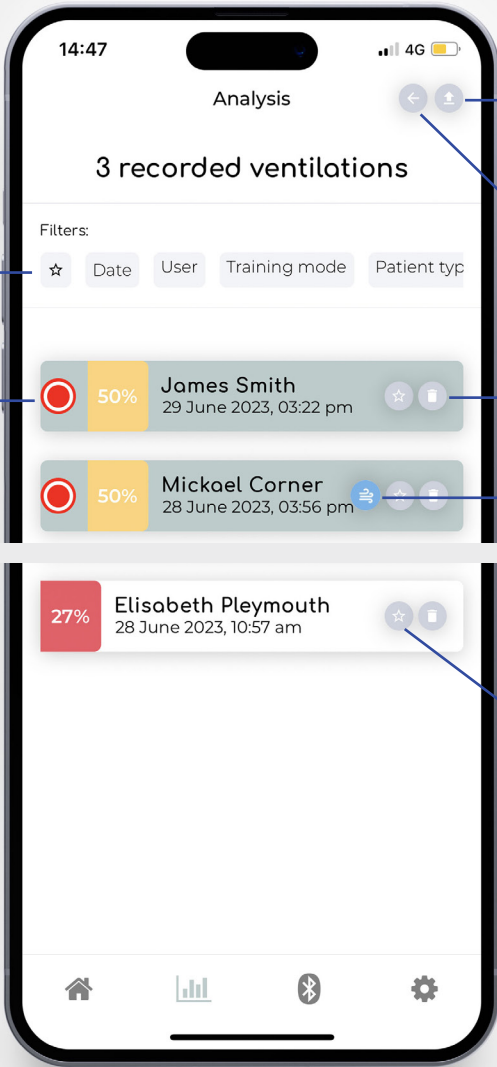 14:47
4G
Analysis
3 recorded ventilations
Filters:
Date User Training mode Patient typ
50%
James Smith
29 June 2023, 03:22 pm
50%
Mickael Corner
28 June 2023, 03:56 pm
27%
Elisabeth Pleymouth
28 June 2023, 10:57 am